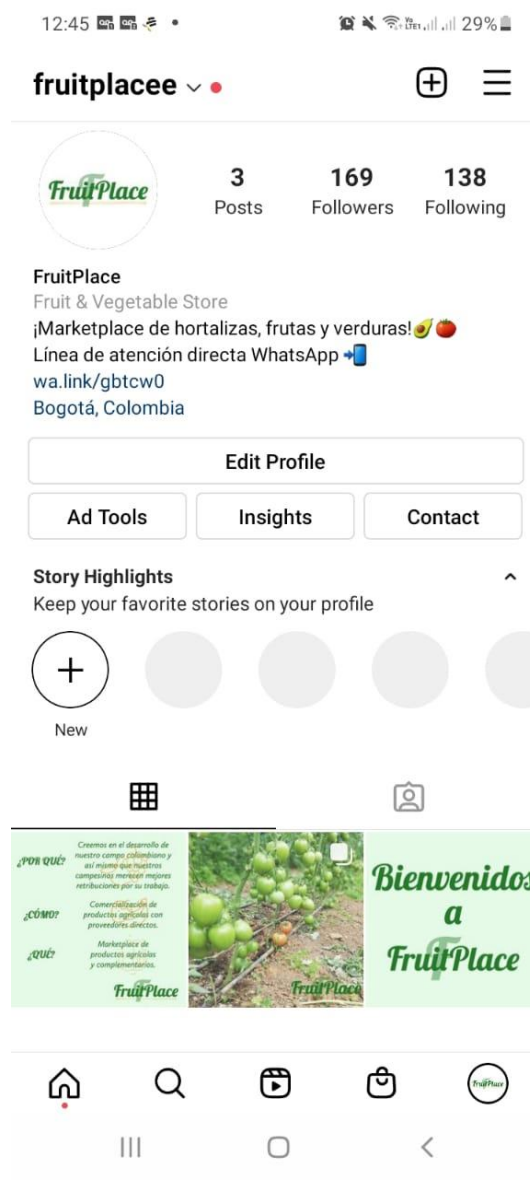 12:45
29%
fruitplacee
FruitPlace
3
169
138
Posts
Followers
Following
FruitPlace
Fruit & Vegetable Store
¡Marketplace de hortalizas, frutas y verduras!🥑🍅
Línea de atención directa WhatsApp 📲
wa.link/gbtcw0
Bogotá, Colombia
Edit Profile
Ad Tools
Insights
Contact
Story Highlights
Keep your favorite stories on your profile
New
¿POR QUÉ?
Creemos en el desarrollo de
nuestro campo colombiano y
así mismo que nuestros
campesinos merecen mejores
retribuciones por su trabajo.
¿CÓMO?
Comercialización de
productos agrícolas con
proveedores directos.
¿QUÉ?
Marketplace de
productos agrícolas
y complementarios.
FruitPlace
FruitPlace
Bienvenidos
a
FruitPlace
FruitPlace